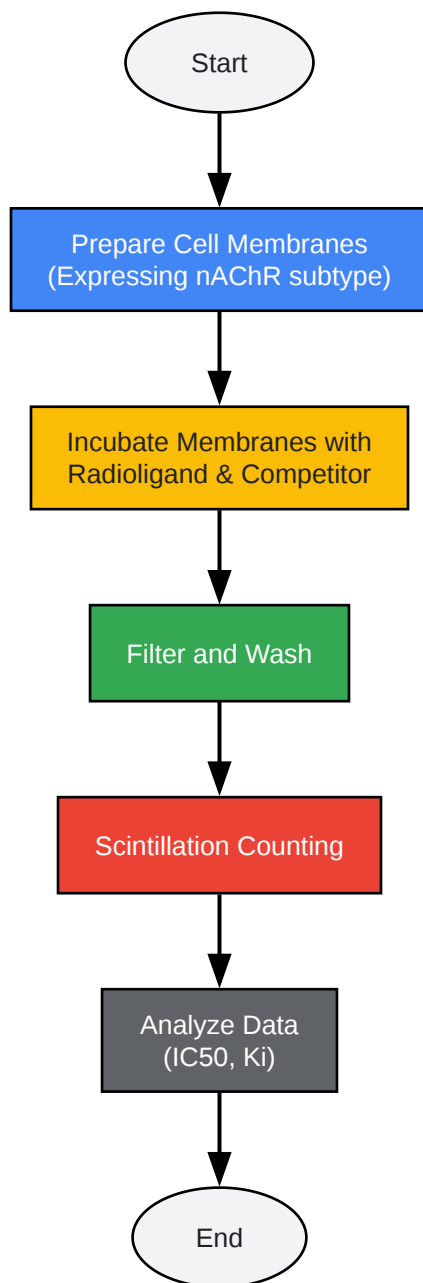 Start
Prepare Cell Membranes
(Expressing nAChR subtype)
Incubate Membranes with
Radioligand & Competitor
Filter and Wash
Scintillation Counting
Analyze Data
(IC50, Ki)
End